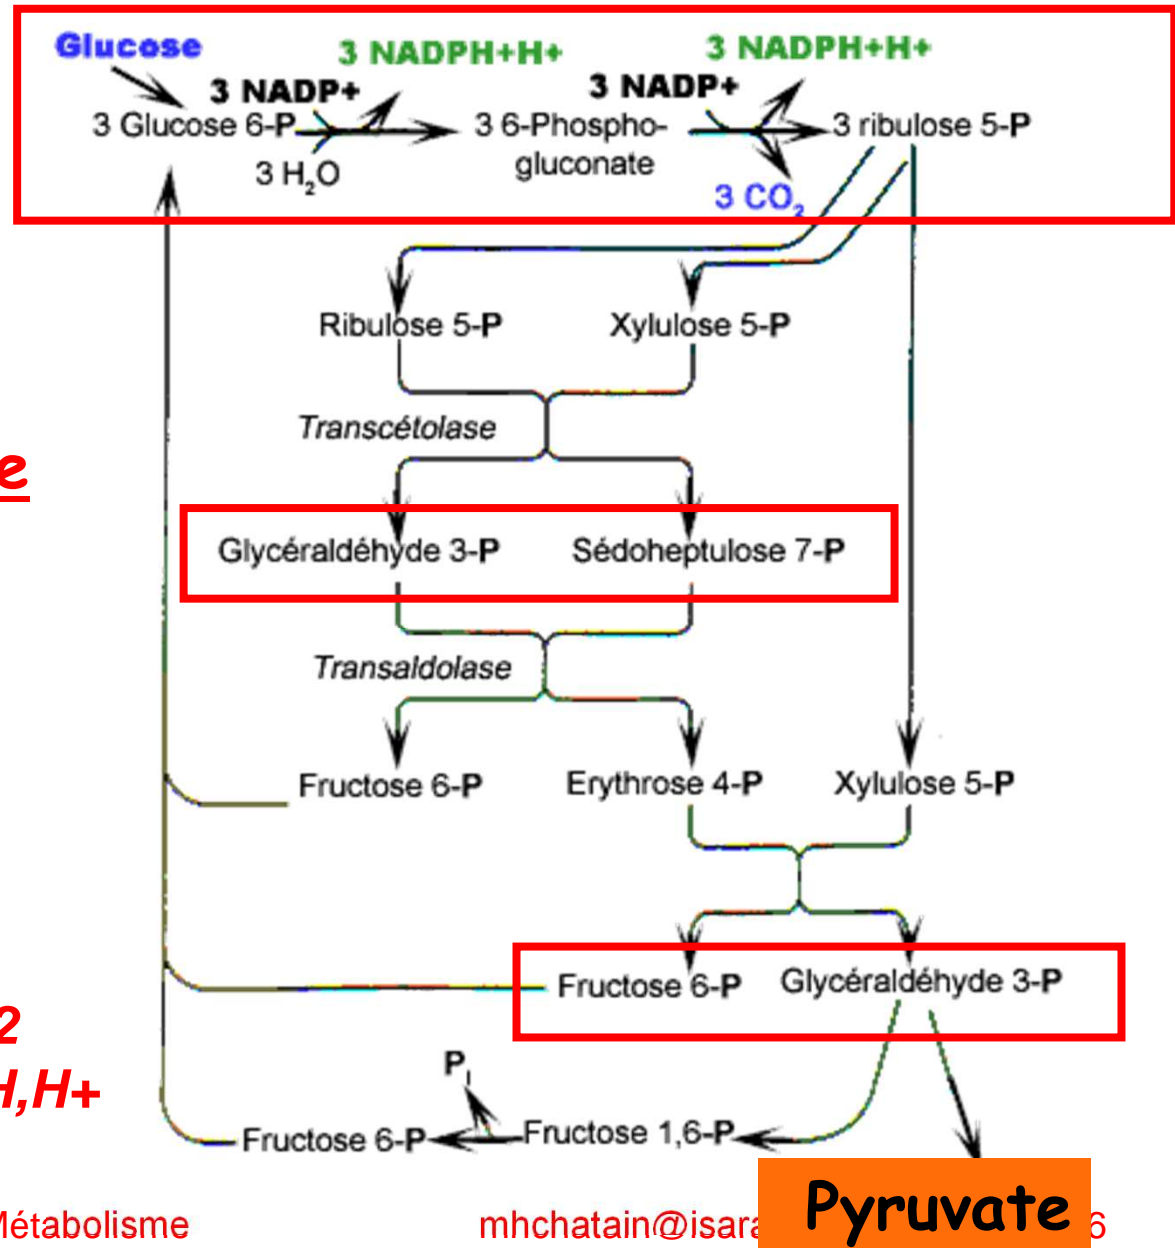 Glucose
3 NADPH+H+
3 NADPH+H+
3 NADP+
3 NADP+
3 Glucose 6-P
3 6-Phospho-
gluconate
3 ribulose 5-P
3 H₂O
3 CO₂
Ribulose 5-P
Xylulose 5-P
Transcétolase
e
Glycéraldéhyde 3-P
Sédoheptulose 7-P
Transaldolase
Fructose 6-P
Erythrose 4-P
Xylulose 5-P
Fructose 6-P
Glycéraldéhyde 3-P
2
H,H+
Pi
Fructose 6-P
Fructose 1,6-P
Pyruvate
Métabolisme
mhchatain@isara
6